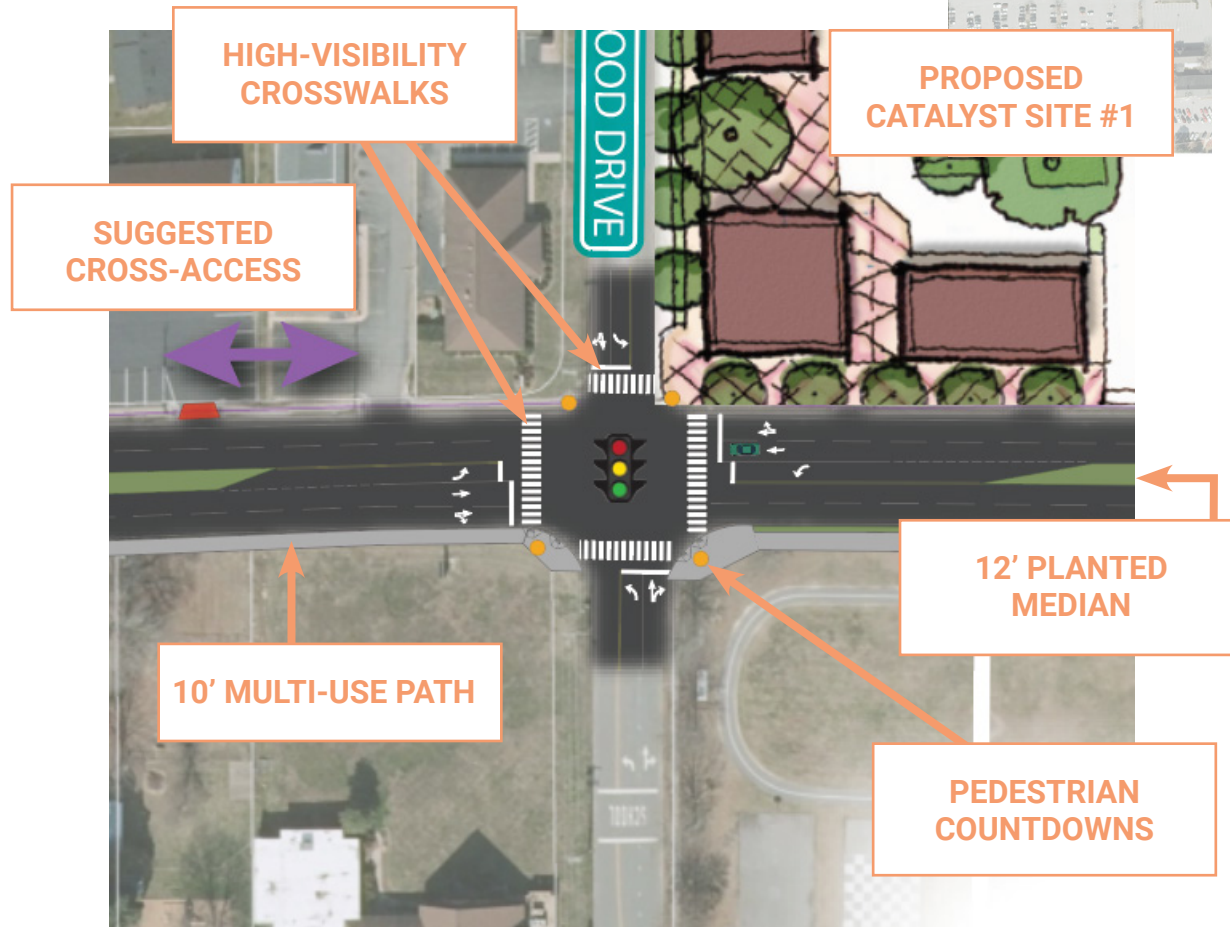 HIGH-VISIBILITY
CROSSWALKS
PROPOSED
CATALYST SITE #1
OOD DRIVE
SUGGESTED
CROSS-ACCESS
12’ PLANTED
MEDIAN
10’ MULTI-USE PATH
PEDESTRIAN
COUNTDOWNS
SCHOOL